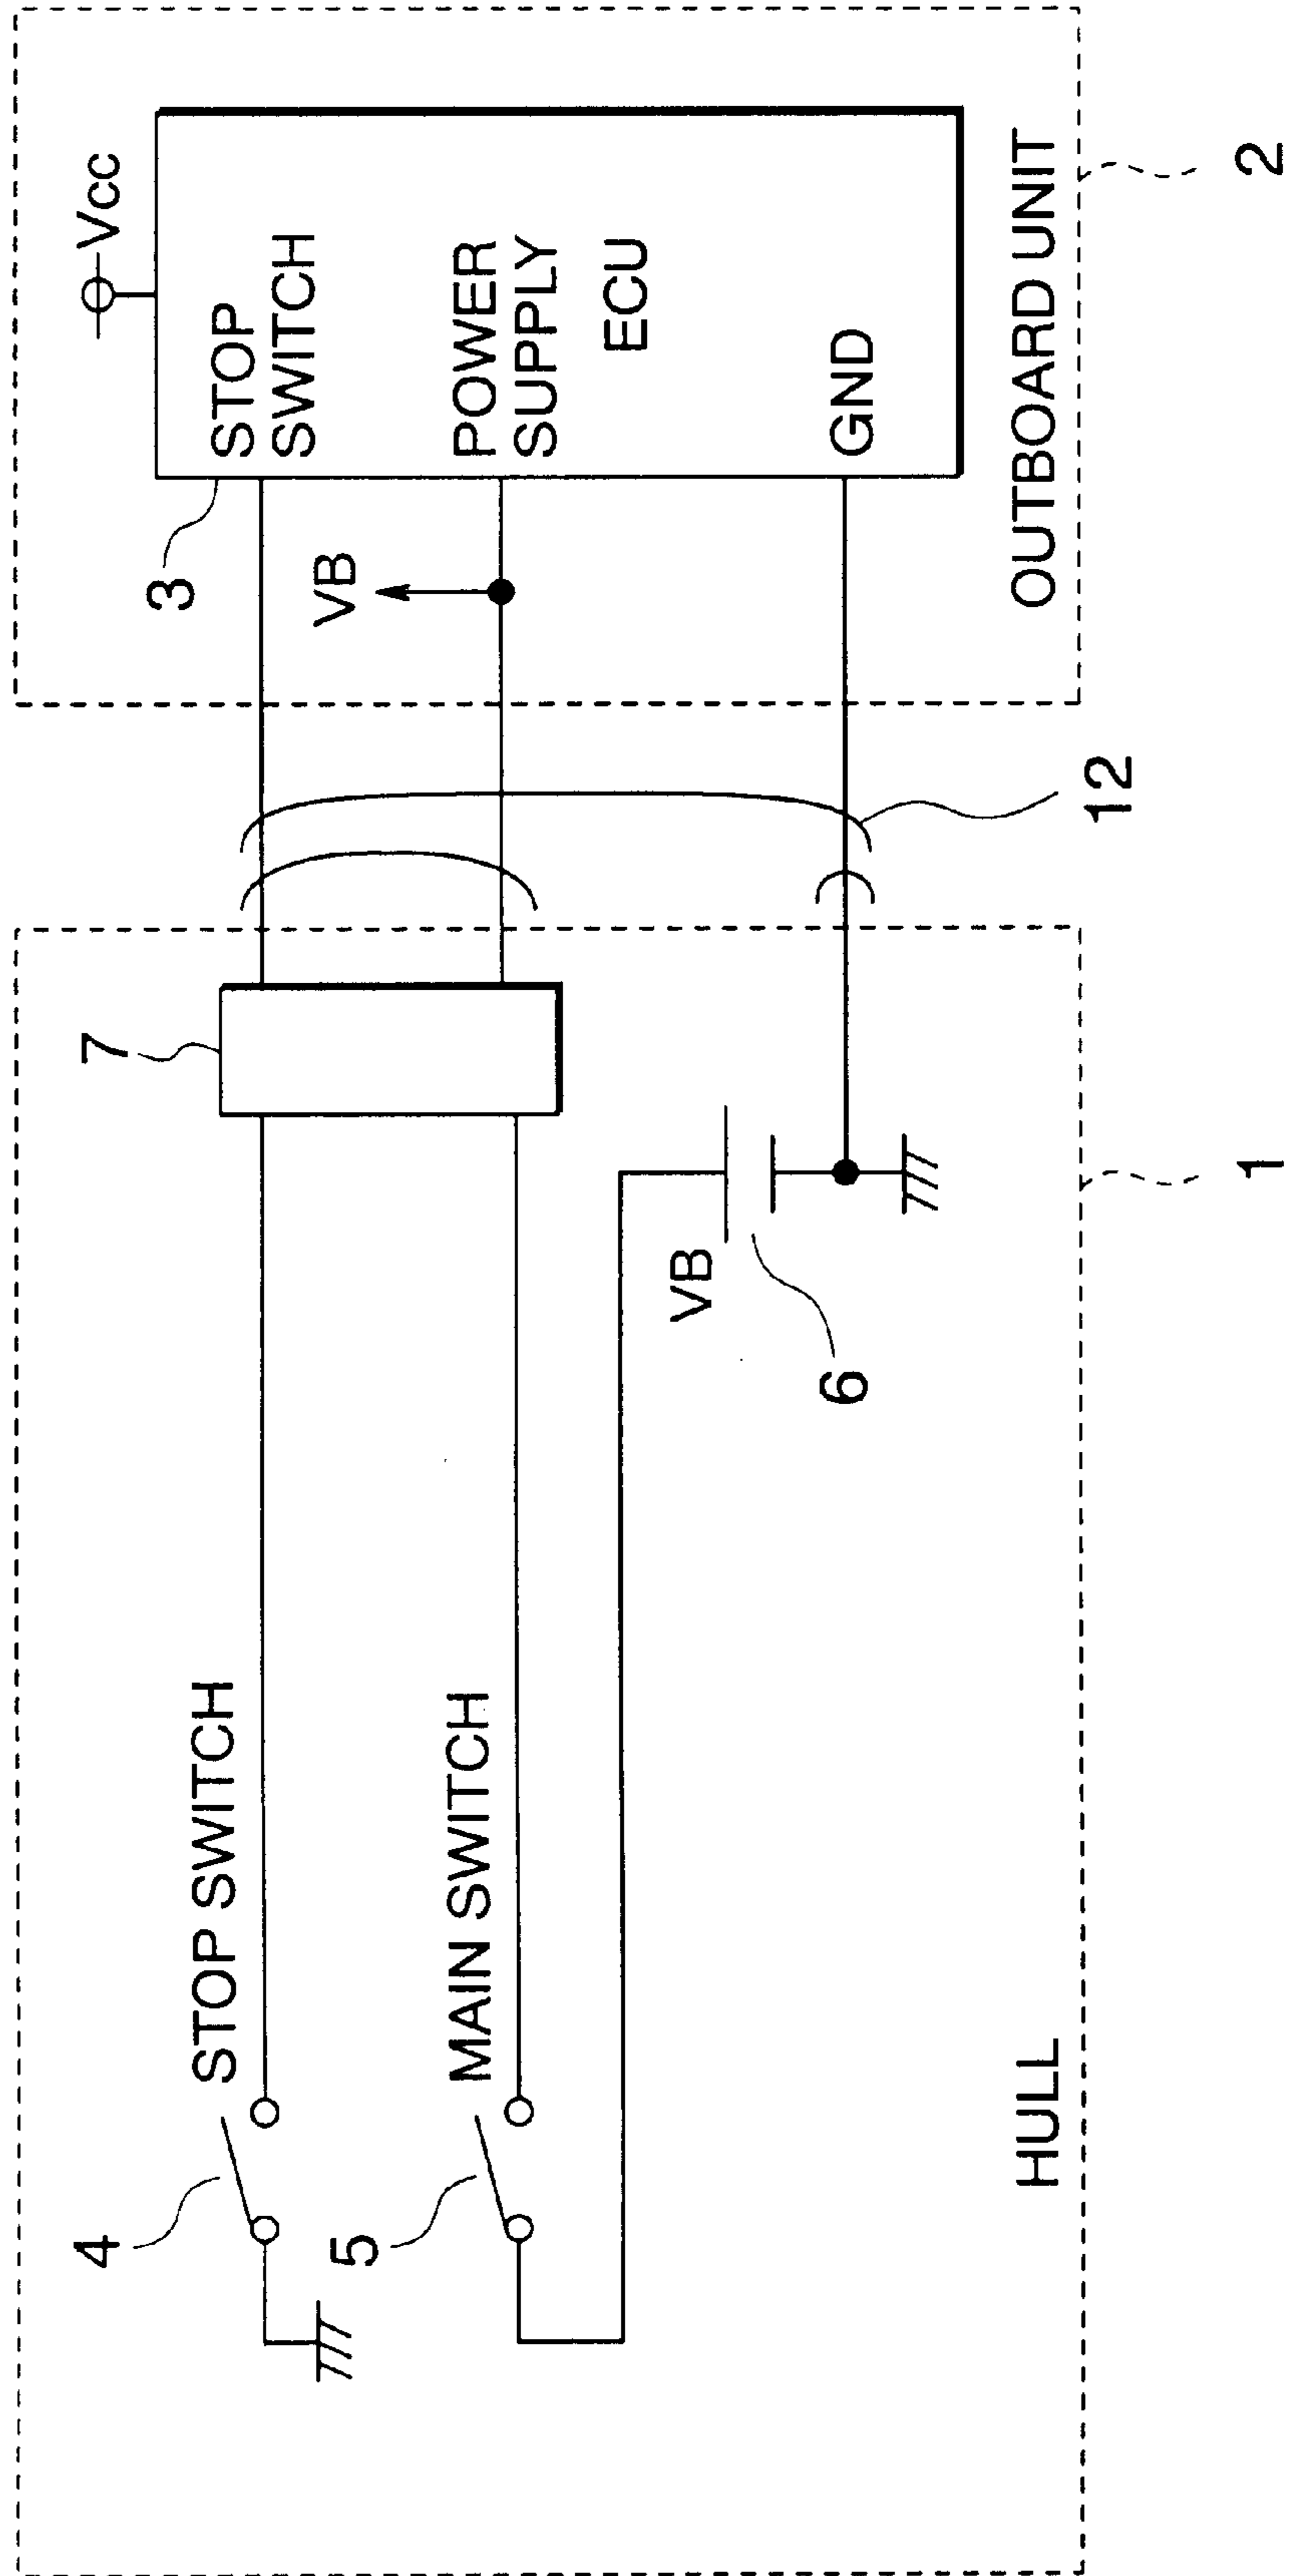 4
STOP SWITCH
5
MAIN SWITCH
VB
6
7
HULL
1
12
3
Vcc
STOP
SWITCH
VB
POWER
SUPPLY
ECU
GND
OUTBOARD UNIT
2